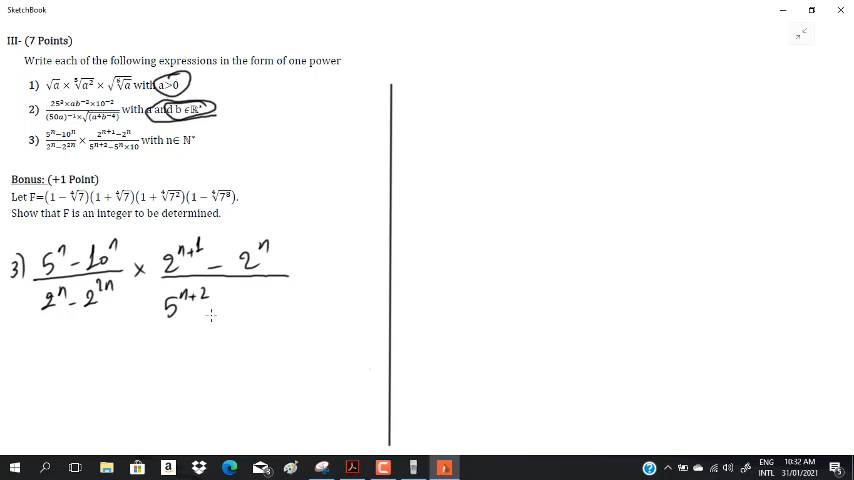 SketchBook
III- (7 Points)
Write each of the following expressions in the form of one power
1) √a × ⁵√a² × √(⁶√a) with a>0
2) (25² × ab⁻² × 10⁻²) / ((50a)⁻¹ × √(a⁴b⁻⁴)) with a and b ∈ℝ*
3) (5ⁿ−10ⁿ)/(2ⁿ−2²ⁿ) × (2ⁿ⁺¹−2ⁿ)/(5ⁿ⁺²−5ⁿ×10) with n∈ ℕ*
Bonus: (+1 Point)
Let F=(1 − ⁴√7)(1 + ⁴√7)(1 + ⁴√7²)(1 − ⁴√7⁸).
Show that F is an integer to be determined.
3) (5ⁿ − 10ⁿ)/(2ⁿ − 2²ⁿ) × (2ⁿ⁺¹ − 2ⁿ)/(5ⁿ⁺²
ENG 10:32 AM
INTL 31/01/2021